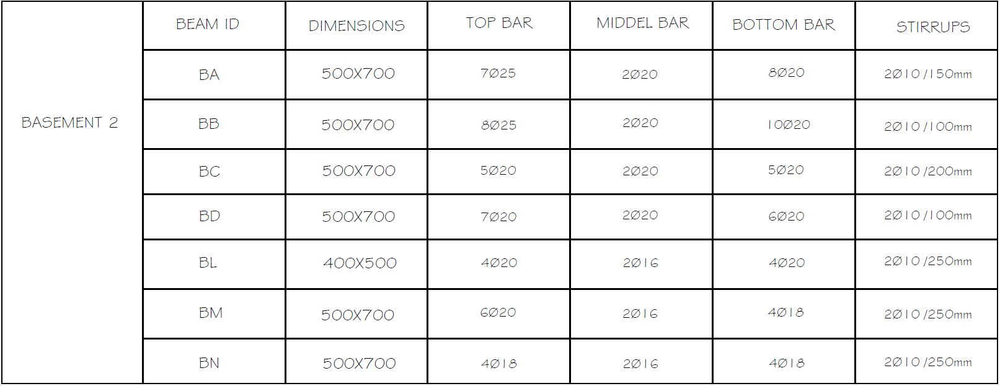 BEAM ID DIMENSIONS TOP BAR MIDDEL BAR BOTTOM BAR STIRRUPS
BA 500X700 7Ø25 2Ø20 8Ø20 2Ø10 /150mm
BASEMENT 2 BB 500X700 8Ø25 2Ø20 10Ø20 2Ø10 /100mm
BC 500X700 5Ø20 2Ø20 5Ø20 2Ø10 /200mm
BD 500X700 7Ø20 2Ø20 6Ø20 2Ø10 /100mm
BL 400X500 4Ø20 2Ø16 4Ø20 2Ø10 /250mm
BM 500X700 6Ø20 2Ø16 4Ø18 2Ø10 /250mm
BN 500X700 4Ø18 2Ø16 4Ø18 2Ø10 /250mm